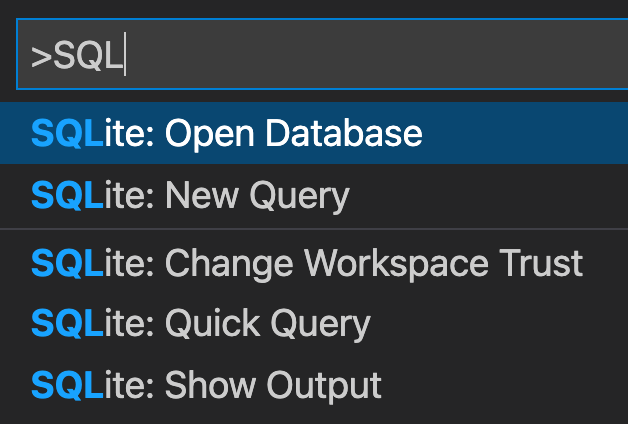 >SQL
SQLite: Open Database
SQLite: New Query
SQLite: Change Workspace Trust
SQLite: Quick Query
SQLite: Show Output